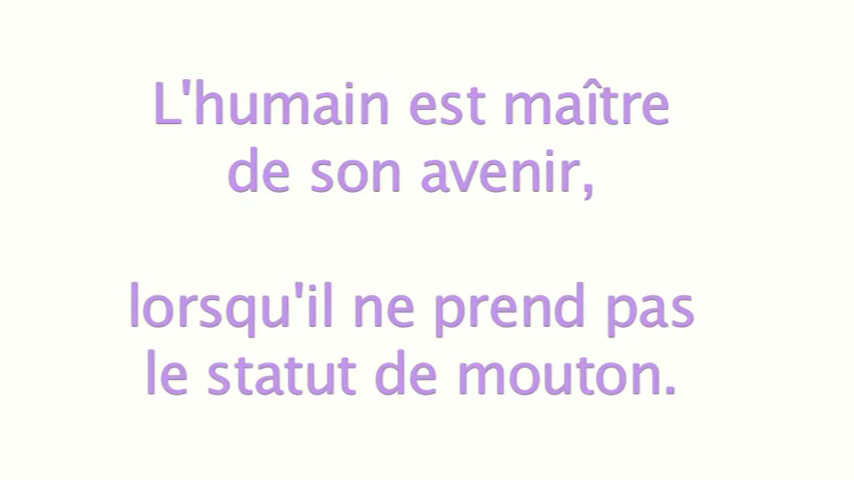 L'humain est maître
de son avenir,
lorsqu'il ne prend pas
le statut de mouton.